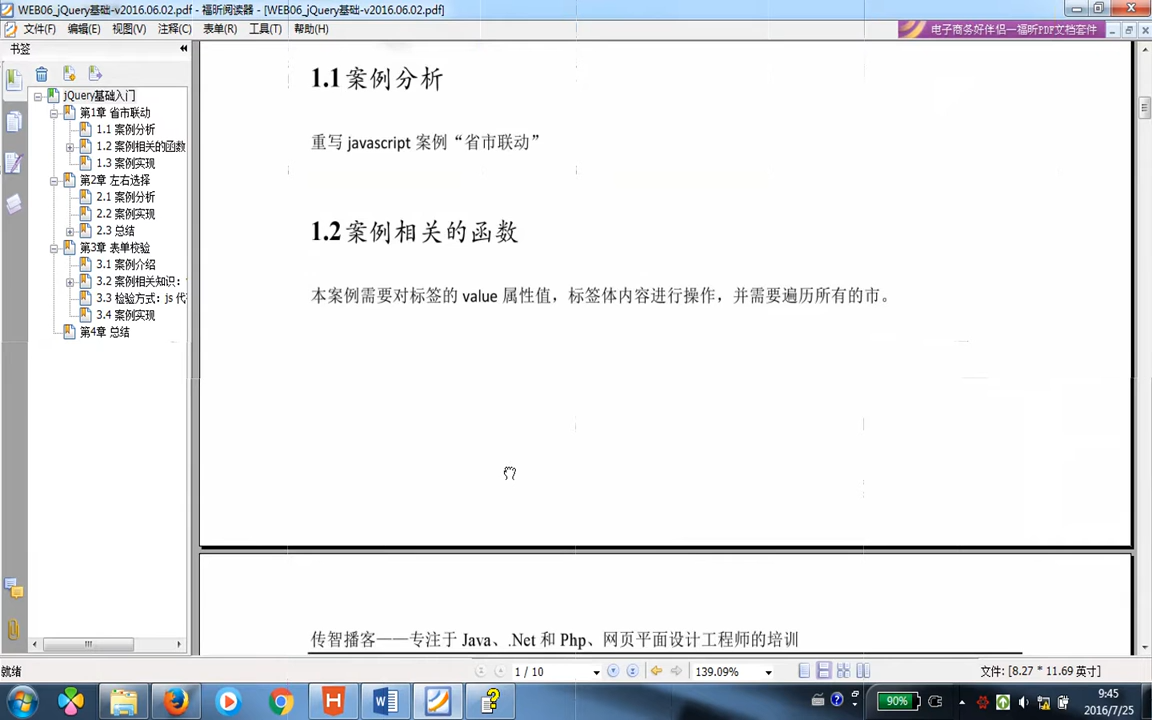 WEB06_jQuery基础-v2016.06.02.pdf - 福昕阅读器 - [WEB06_jQuery基础-v2016.06.02.pdf]
文件(F) 编辑(E) 视图(V) 注释(C) 表单(R) 工具(T) 帮助(H)
电子商务好伴侣—福昕PDF文档套件
书签
jQuery基础入门
第1章 省市联动
1.1 案例分析
1.2 案例相关的函数
1.3 案例实现
第2章 左右选择
2.1 案例分析
2.2 案例实现
2.3 总结
第3章 表单校验
3.1 案例介绍
3.2 案例相关知识:
3.3 检验方式: js 代
3.4 案例实现
第4章 总结
1.1 案例分析
重写 javascript 案例“省市联动”
1.2 案例相关的函数
本案例需要对标签的 value 属性值，标签体内容进行操作，并需要遍历所有的市。
传智播客——专注于 Java、.Net 和 Php、网页平面设计工程师的培训
就绪
1 / 10
139.09%
文件: [8.27 * 11.69 英寸]
90%
9:45
2016/7/25